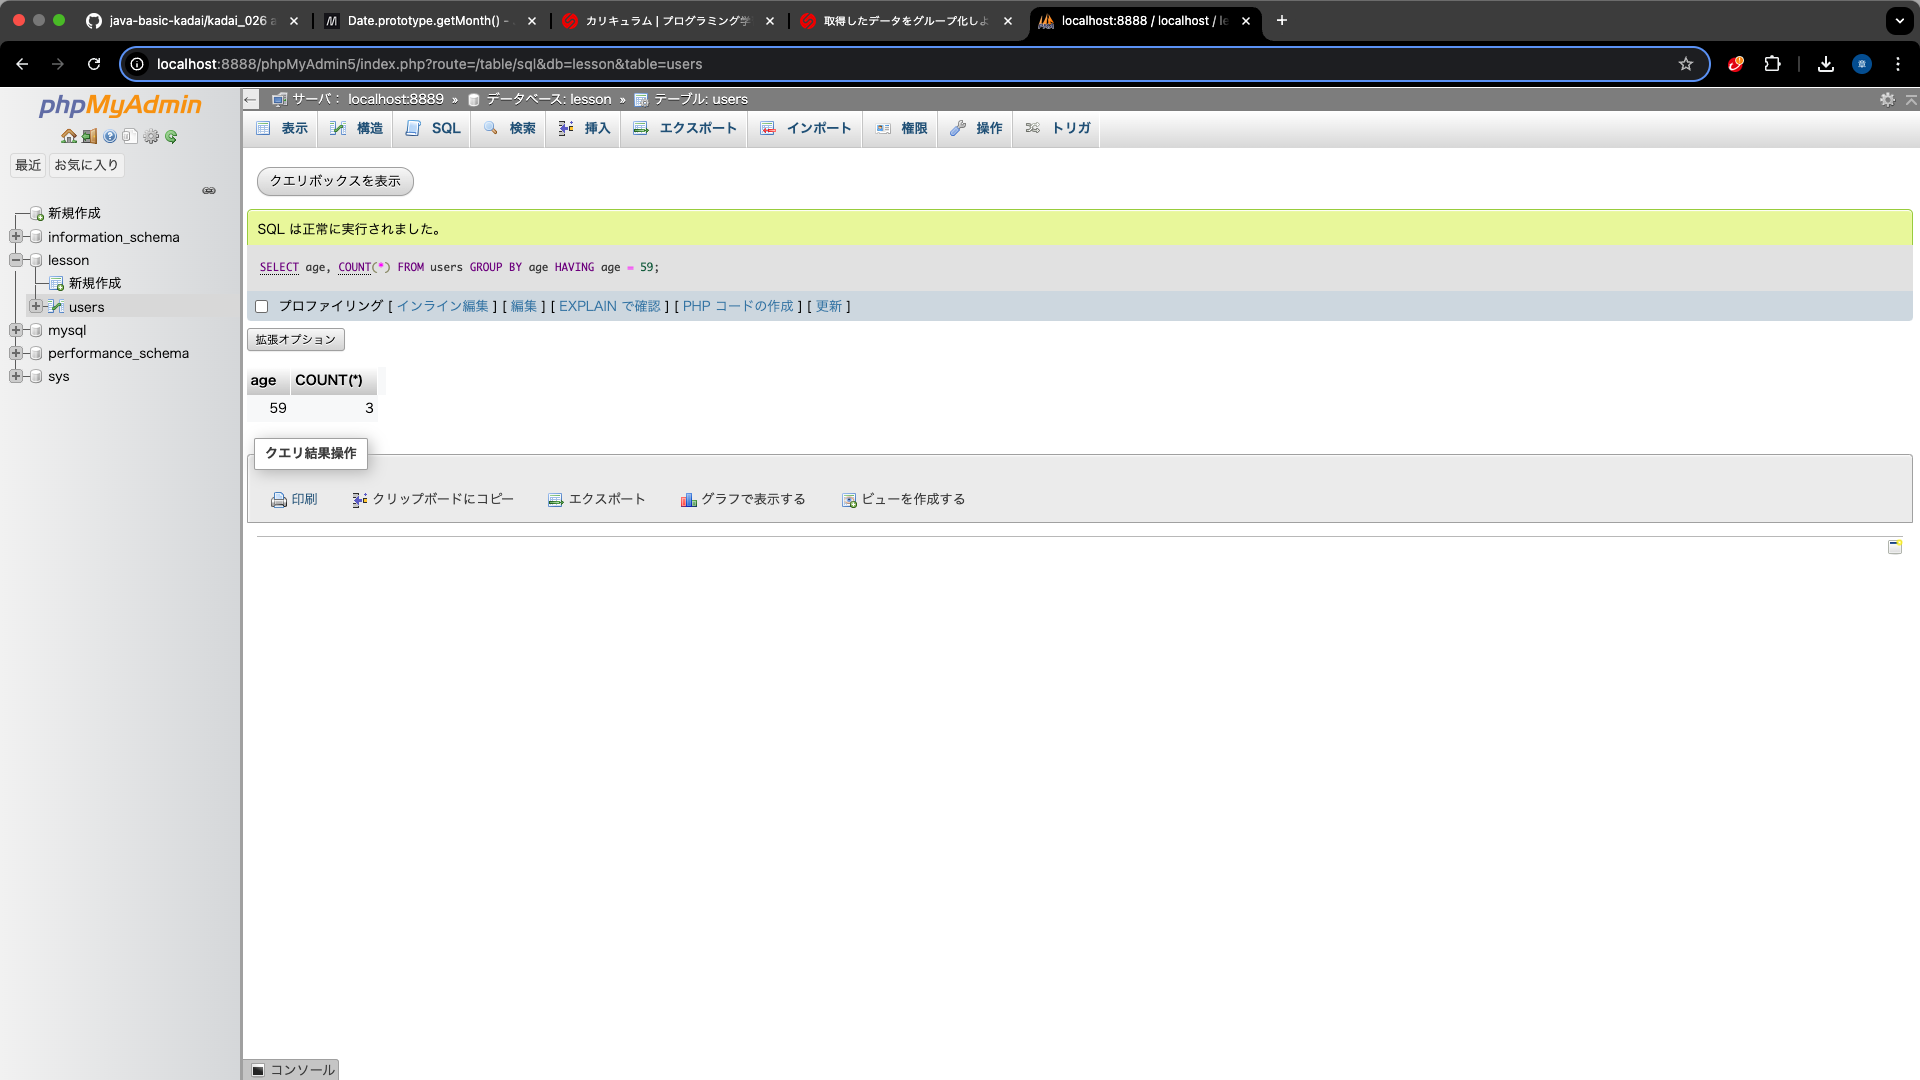 java-basic-kadai/kadai_026 a
Date.prototype.getMonth() -
カリキュラム | プログラミング学
取得したデータをグループ化しよ
localhost:8888 / localhost / le
localhost:8888/phpMyAdmin5/index.php?route=/table/sql&db=lesson&table=users
phpMyAdmin
最近
お気に入り
新規作成
information_schema
lesson
新規作成
users
mysql
performance_schema
sys
サーバ: localhost:8889 » データベース: lesson » テーブル: users
表示 構造 SQL 検索 挿入 エクスポート インポート 権限 操作 トリガ
クエリボックスを表示
SQL は正常に実行されました。
SELECT age, COUNT(*) FROM users GROUP BY age HAVING age = 59;
プロファイリング [ インライン編集 ] [ 編集 ] [ EXPLAIN で確認 ] [ PHP コードの作成 ] [ 更新 ]
拡張オプション
age COUNT(*)
59 3
クエリ結果操作
印刷 クリップボードにコピー エクスポート グラフで表示する ビューを作成する
コンソール